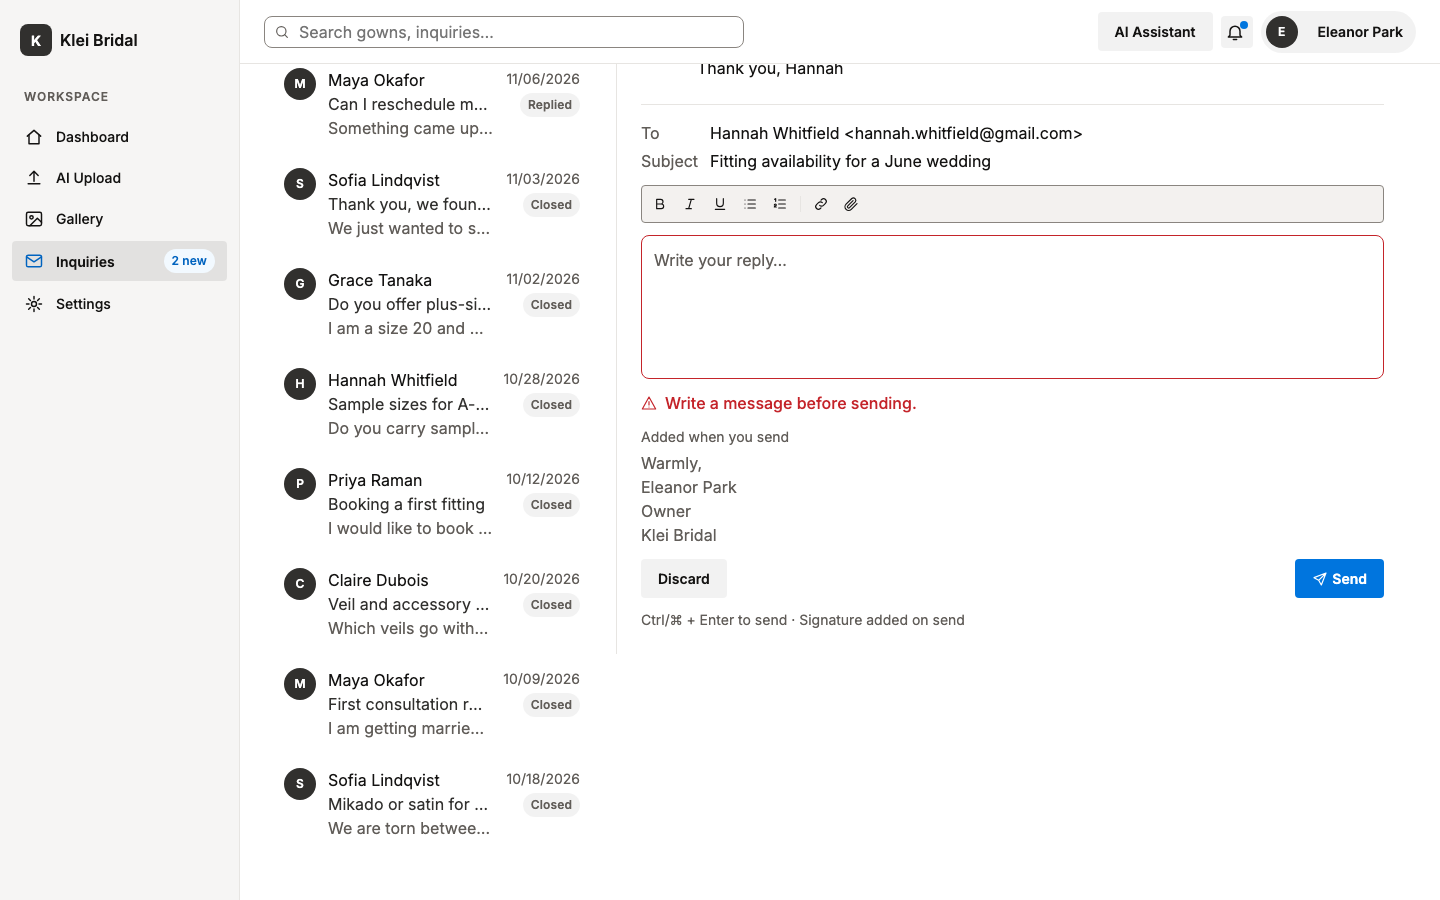 K Klei Bridal
WORKSPACE
Dashboard
AI Upload
Gallery
Inquiries 2 new
Settings
Search gowns, inquiries...
AI Assistant
E Eleanor Park
M Maya Okafor 11/06/2026
Can I reschedule m... Replied
Something came up...
S Sofia Lindqvist 11/03/2026
Thank you, we foun... Closed
We just wanted to s...
G Grace Tanaka 11/02/2026
Do you offer plus-si... Closed
I am a size 20 and ...
H Hannah Whitfield 10/28/2026
Sample sizes for A-... Closed
Do you carry sampl...
P Priya Raman 10/12/2026
Booking a first fitting Closed
I would like to book ...
C Claire Dubois 10/20/2026
Veil and accessory ... Closed
Which veils go with...
M Maya Okafor 10/09/2026
First consultation r... Closed
I am getting marrie...
S Sofia Lindqvist 10/18/2026
Mikado or satin for ... Closed
We are torn betwee...
Thank you, Hannah
To Hannah Whitfield <hannah.whitfield@gmail.com>
Subject Fitting availability for a June wedding
B I U
Write your reply...
Write a message before sending.
Added when you send
Warmly,
Eleanor Park
Owner
Klei Bridal
Discard Send
Ctrl/⌘ + Enter to send · Signature added on send